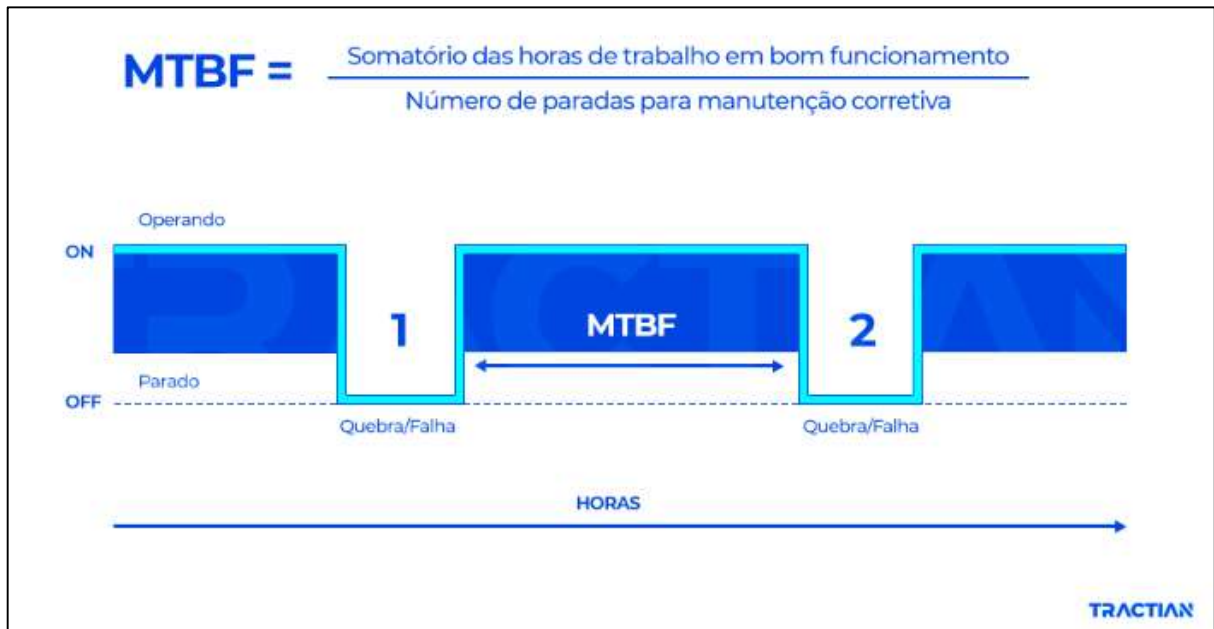 MTBF =
Somatório das horas de trabalho em bom funcionamento
Número de paradas para manutenção corretiva
Operando
ON
1
MTBF
2
Parado
OFF
Quebra/Falha
Quebra/Falha
HORAS
TRACTIAN